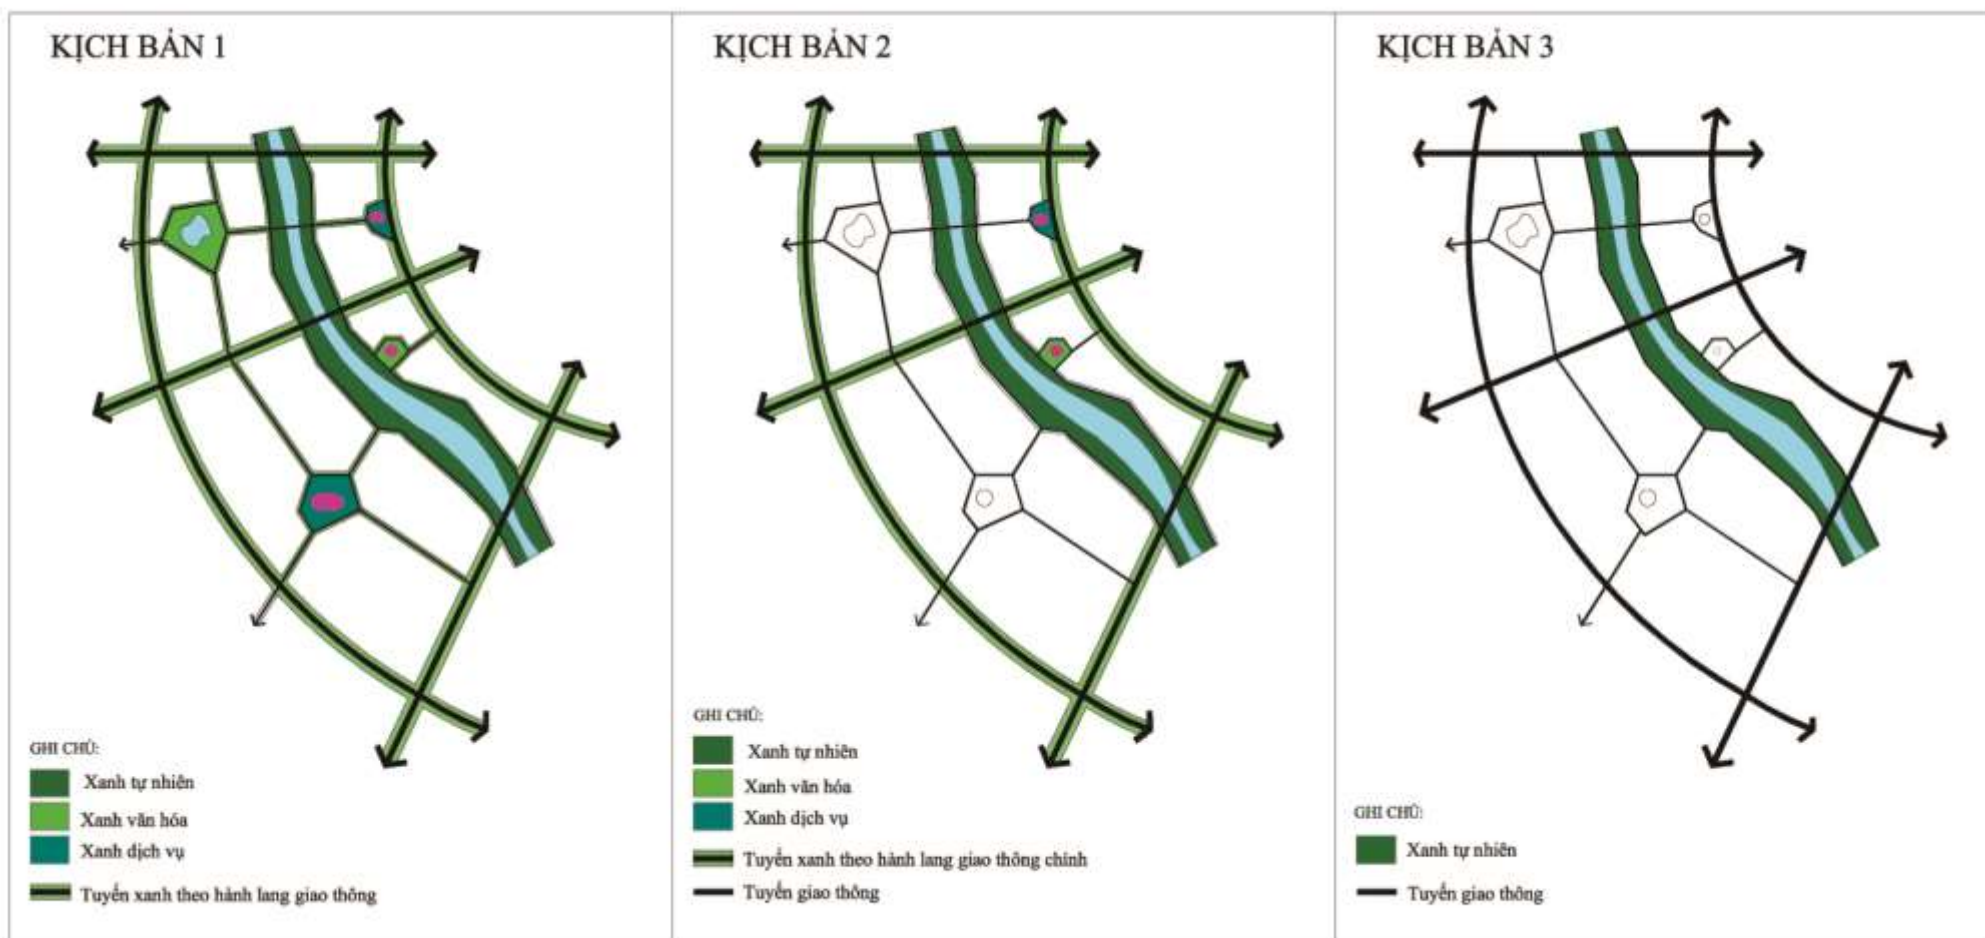 KỊCH BẢN 1
GHI CHÚ:
Xanh tự nhiên
Xanh văn hóa
Xanh dịch vụ
Tuyến xanh theo hành lang giao thông
KỊCH BẢN 2
GHI CHÚ:
Xanh tự nhiên
Xanh văn hóa
Xanh dịch vụ
Tuyến xanh theo hành lang giao thông chính
Tuyến giao thông
KỊCH BẢN 3
GHI CHÚ:
Xanh tự nhiên
Tuyến giao thông